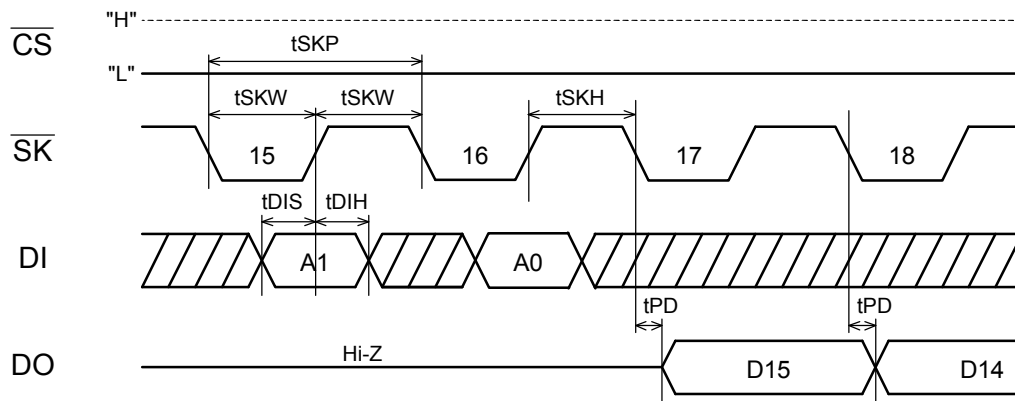 "H"
CS
"L"
tSKP
tSKW tSKW tSKH
SK
15 16 17 18
tDIS tDIH
DI
A1 A0
tPD tPD
DO
Hi-Z
D15 D14